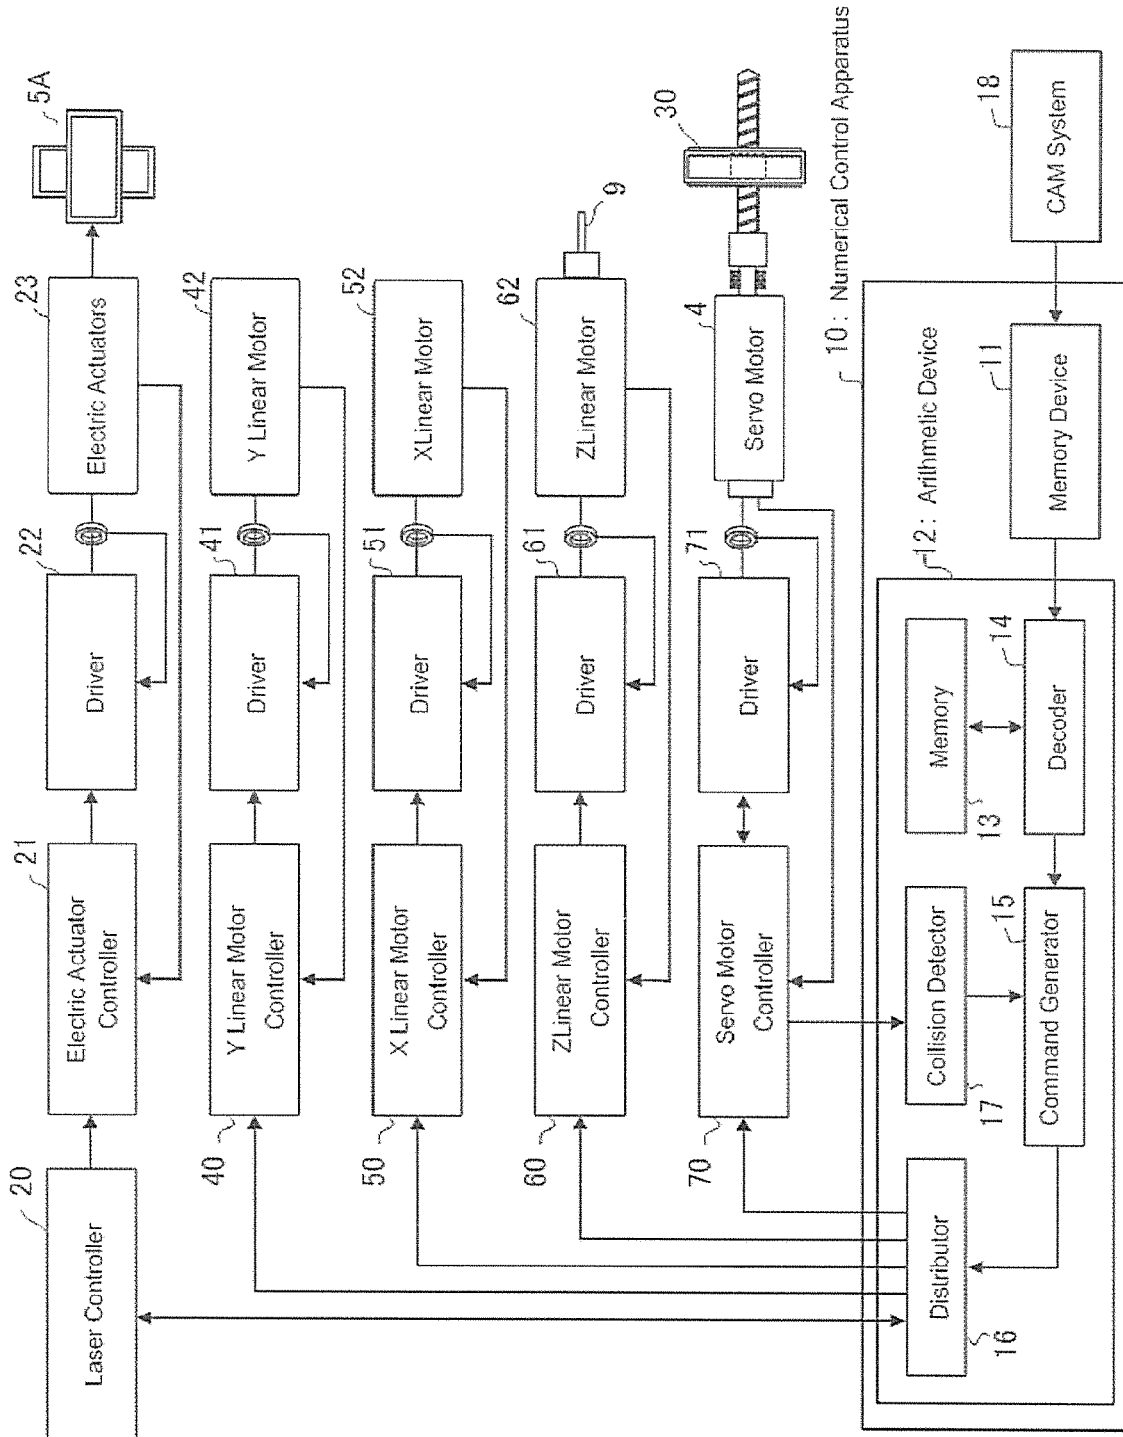 20
Laser Controller
21
Electric Actuator
Controller
22
Driver
23
Electric Actuators
5A
40
Y Linear Motor
Controller
41
Driver
42
Y Linear Motor
50
X Linear Motor
Controller
51
Driver
52
XLinear Motor
60
ZLinear Motor
Controller
61
Driver
62
ZLinear Motor
9
70
Servo Motor
Controller
71
Driver
4
Servo Motor
30
10 : Numerical Control Apparatus
12 : Arithmetic Device
16
Distributor
17
Collision Detector
13
Memory
15
Command Generator
14
Decoder
11
Memory Device
18
CAM System